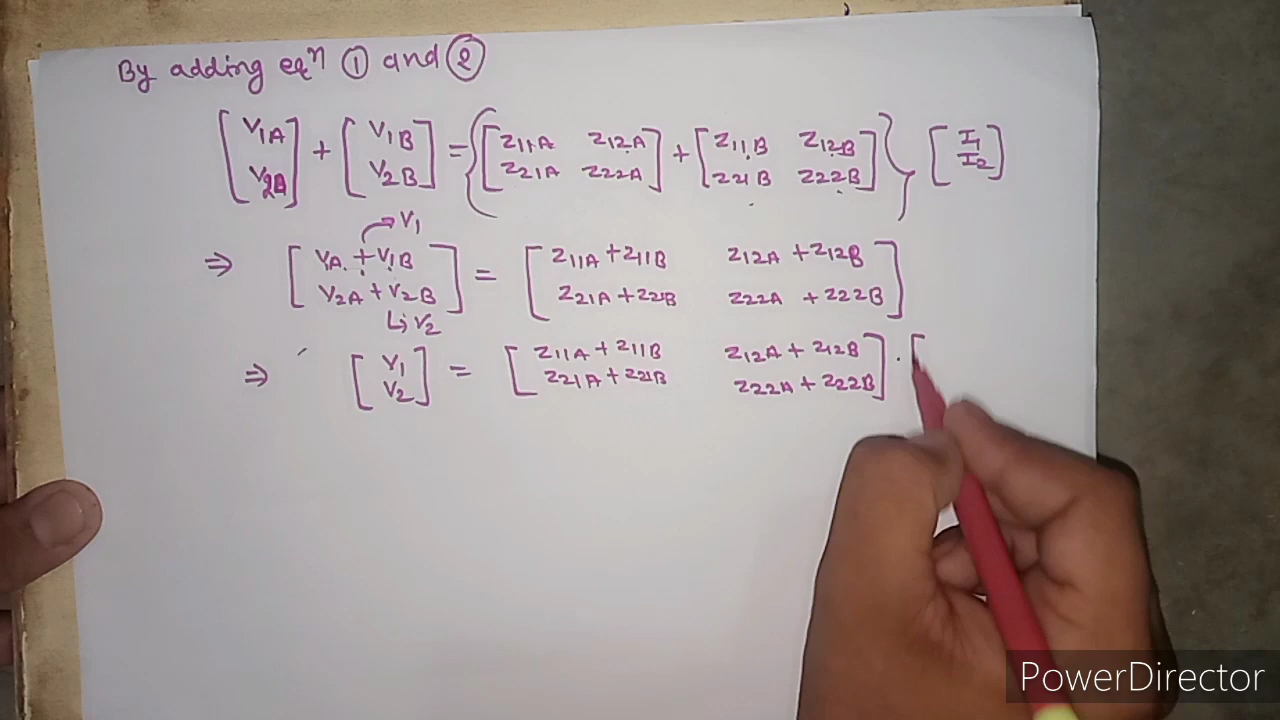 By adding eqⁿ ① and ②
[V1A V2A] + [V1B V2B] = {[Z11A Z12A Z21A Z22A] + [Z11B Z12B Z21B Z22B]} [I1 I2]
→ V1
⇒ [VA + V1B V2A + V2B] = [Z11A + Z11B Z12A + Z12B Z21A + Z21B Z22A + Z22B]
↳ V2
⇒ [V1 V2] = [Z11A + Z11B Z12A + Z12B Z21A + Z21B Z22A + Z22B] · [
PowerDirector